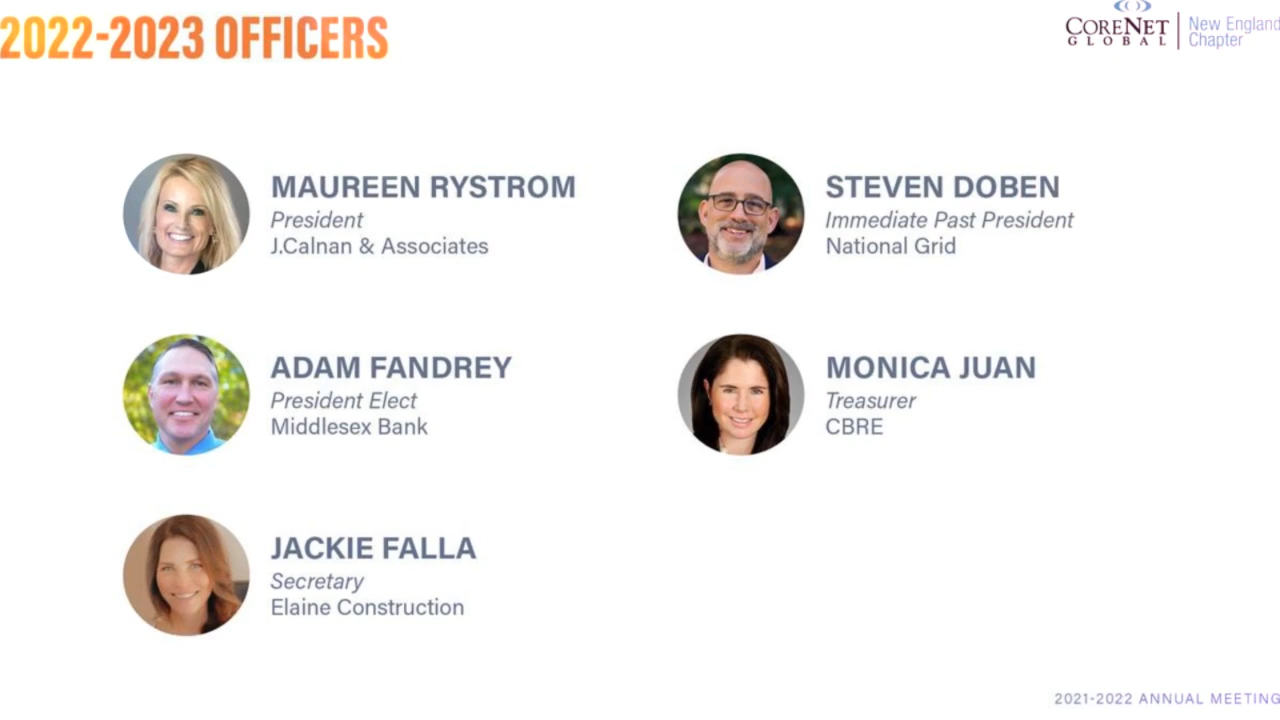 2022-2023 OFFICERS
CORENET
GLOBAL
New England
Chapter
MAUREEN RYSTROM
President
J.Calnan & Associates
STEVEN DOBEN
Immediate Past President
National Grid
ADAM FANDREY
President Elect
Middlesex Bank
MONICA JUAN
Treasurer
CBRE
JACKIE FALLA
Secretary
Elaine Construction
2021-2022 ANNUAL MEETING